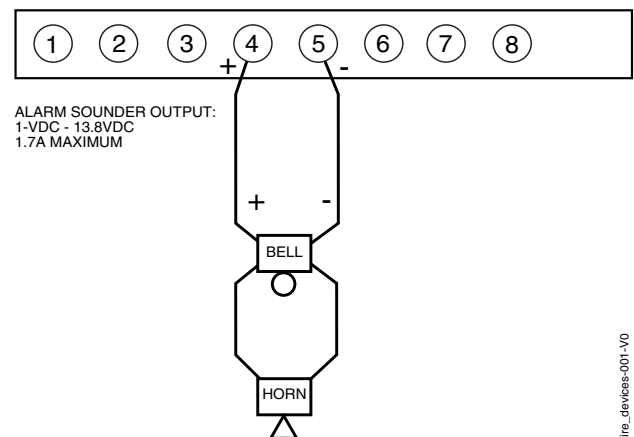 1 2 3 4 5 6 7 8
+ -
ALARM SOUNDER OUTPUT:
1-VDC - 13.8VDC
1.7A MAXIMUM
+ -
BELL
HORN
ire_devices-001-V0